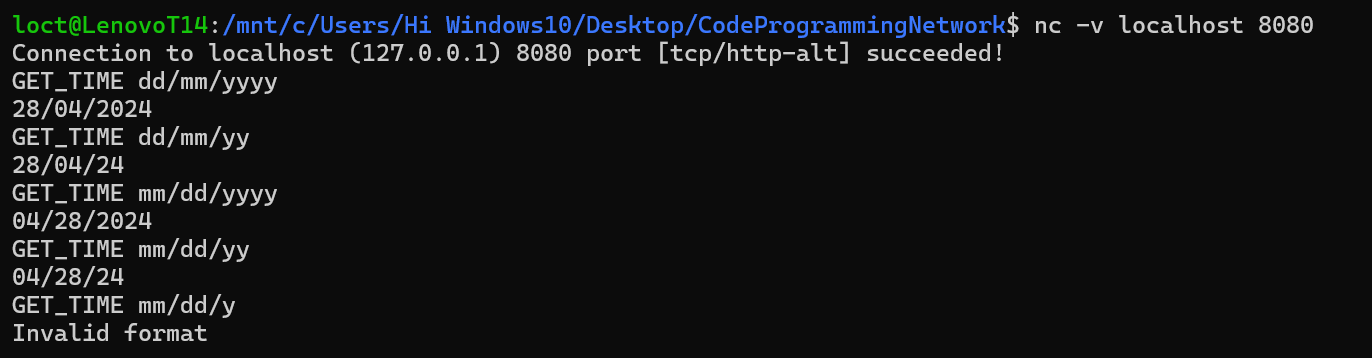 loct@LenovoT14:/mnt/c/Users/Hi Windows10/Desktop/CodeProgrammingNetwork$ nc -v localhost 8080
Connection to localhost (127.0.0.1) 8080 port [tcp/http-alt] succeeded!
GET_TIME dd/mm/yyyy
28/04/2024
GET_TIME dd/mm/yy
28/04/24
GET_TIME mm/dd/yyyy
04/28/2024
GET_TIME mm/dd/yy
04/28/24
GET_TIME mm/dd/y
Invalid format